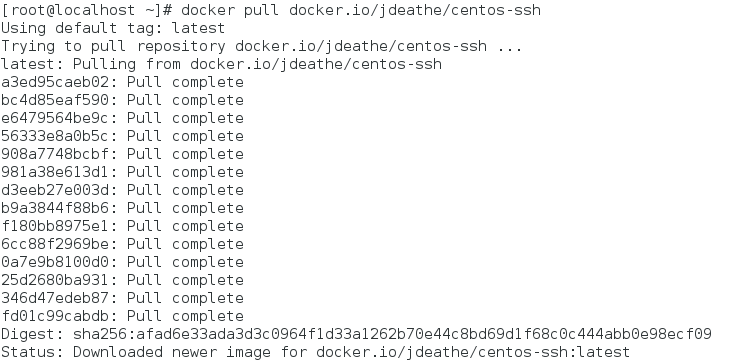 [root@localhost ~]# docker pull docker.io/jdeathe/centos-ssh
Using default tag: latest
Trying to pull repository docker.io/jdeathe/centos-ssh ...
latest: Pulling from docker.io/jdeathe/centos-ssh
a3ed95caeb02: Pull complete
bc4d85eaf590: Pull complete
e6479564be9c: Pull complete
56333e8a0b5c: Pull complete
908a7748bcbf: Pull complete
981a38e613d1: Pull complete
d3eeb27e003d: Pull complete
b9a3844f88b6: Pull complete
f180bb8975e1: Pull complete
6cc88f2969be: Pull complete
0a7e9b8100d0: Pull complete
25d2680ba931: Pull complete
346d47edeb87: Pull complete
fd01c99cabdb: Pull complete
Digest: sha256:afad6e33ada3d3c0964f1d33a1262b70e44c8bd69d1f68c0c444abb0e98ecf09
Status: Downloaded newer image for docker.io/jdeathe/centos-ssh:latest